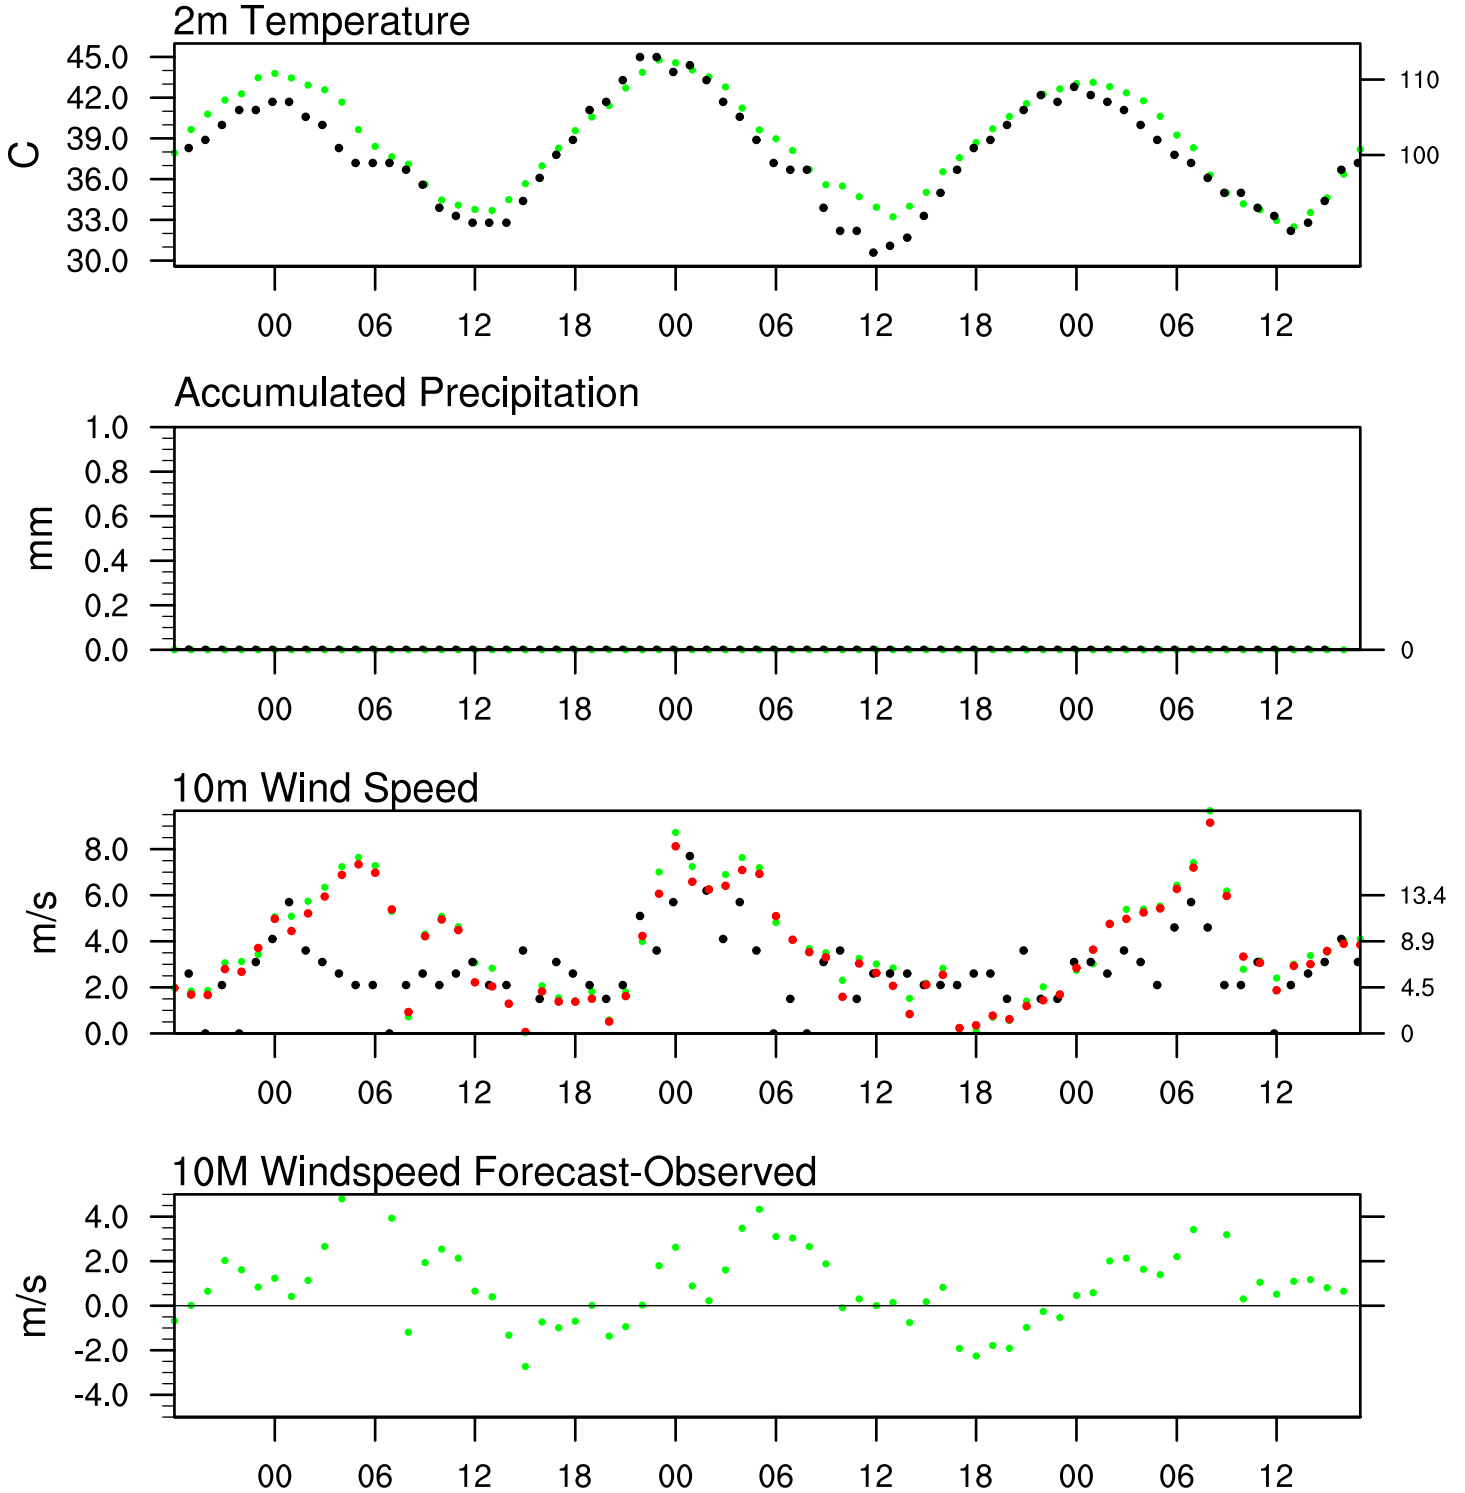 2m Temperature
45.0
42.0
39.0
36.0
33.0
30.0
C
110
100
00 06 12 18 00 06 12 18 00 06 12
Accumulated Precipitation
1.0
0.8
0.6
0.4
0.2
0.0
mm
0
00 06 12 18 00 06 12 18 00 06 12
10m Wind Speed
8.0
6.0
4.0
2.0
0.0
m/s
13.4
8.9
4.5
0
00 06 12 18 00 06 12 18 00 06 12
10M Windspeed Forecast-Observed
4.0
2.0
0.0
-2.0
-4.0
m/s
00 06 12 18 00 06 12 18 00 06 12